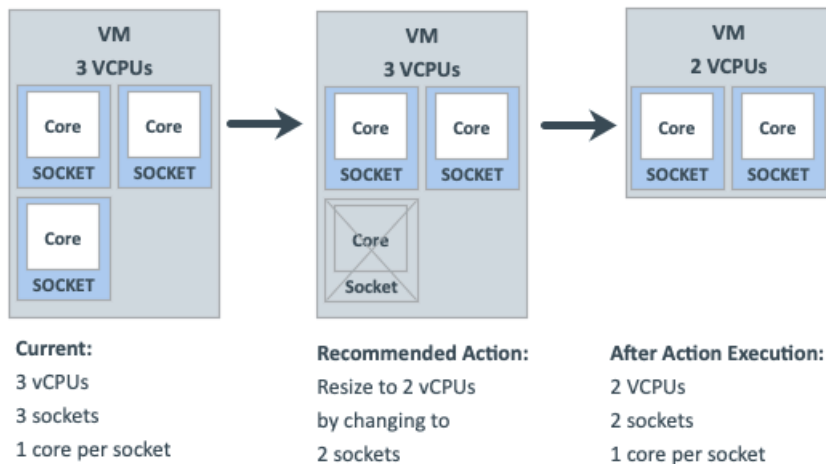 VM
3 VCPUs
Core
Core
SOCKET
SOCKET
Core
SOCKET
VM
3 VCPUs
Core
Core
SOCKET
SOCKET
Core
Socket
VM
2 VCPUs
Core
Core
SOCKET
SOCKET
Current:
3 vCPUs
3 sockets
1 core per socket
Recommended Action:
Resize to 2 vCPUs
by changing to
2 sockets
After Action Execution:
2 VCPUs
2 sockets
1 core per socket